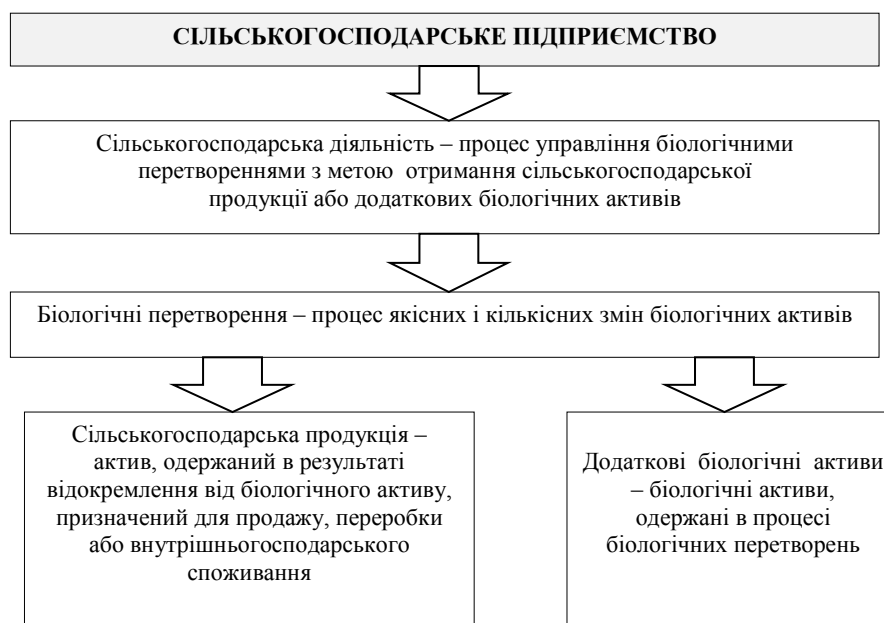 СІЛЬСЬКОГОСПОДАРСЬКЕ ПІДПРИЄМСТВО
Сільськогосподарська діяльність – процес управління біологічними
перетвореннями з метою отримання сільськогосподарської
продукції або додаткових біологічних активів
Біологічні перетворення – процес якісних і кількісних змін біологічних активів
Сільськогосподарська продукція –
актив, одержаний в результаті
відокремлення від біологічного активу,
призначений для продажу, переробки
або внутрішньогосподарського
споживання
Додаткові біологічні активи
– біологічні активи,
одержані в процесі
біологічних перетворень